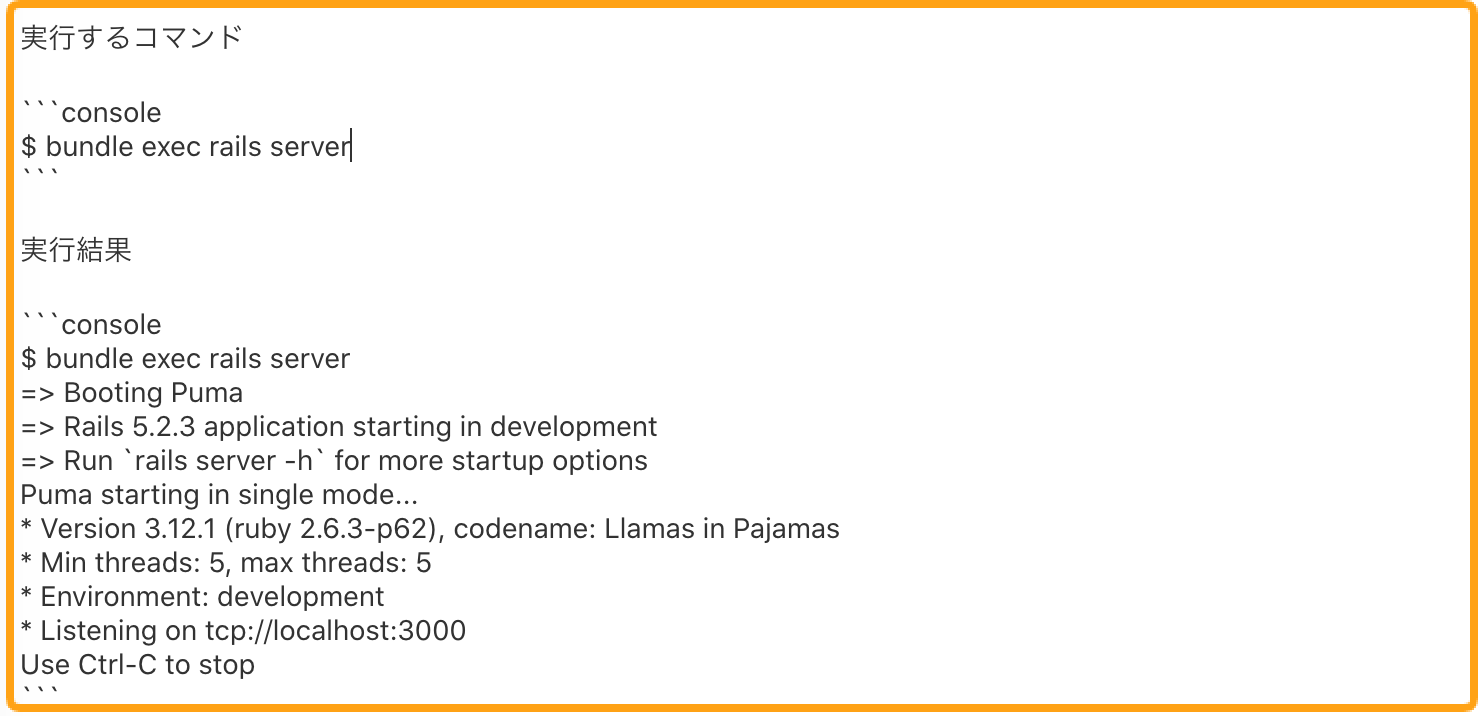 実行するコマンド
```console
$ bundle exec rails server
```
実行結果
```console
$ bundle exec rails server
=> Booting Puma
=> Rails 5.2.3 application starting in development
=> Run `rails server -h` for more startup options
Puma starting in single mode...
* Version 3.12.1 (ruby 2.6.3-p62), codename: Llamas in Pajamas
* Min threads: 5, max threads: 5
* Environment: development
* Listening on tcp://localhost:3000
Use Ctrl-C to stop
```